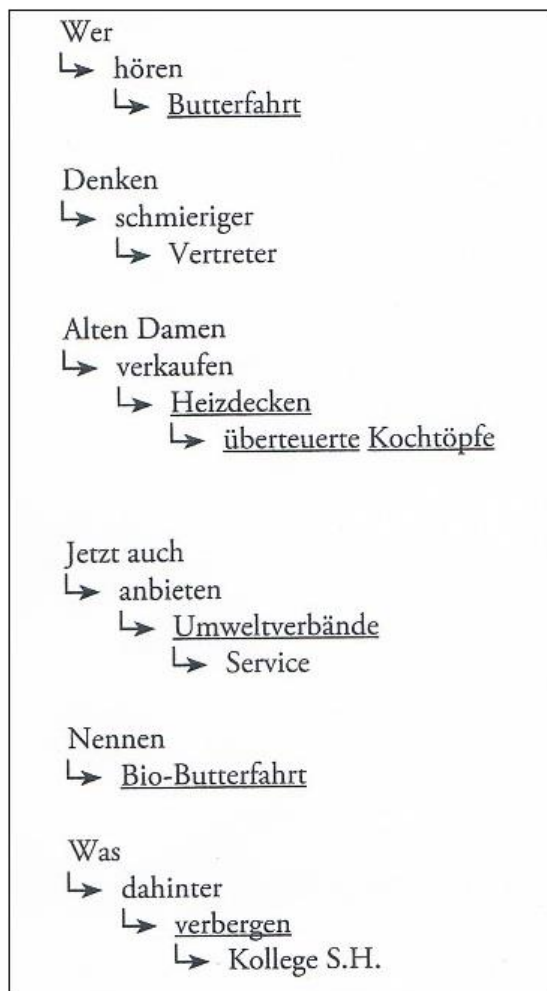 Wer
hören
Butterfahrt
Denken
schmieriger
Vertreter
Alten Damen
verkaufen
Heizdecken
überteuerte Kochtöpfe
Jetzt auch
anbieten
Umweltverbände
Service
Nennen
Bio-Butterfahrt
Was
dahinter
verbergen
Kollege S.H.